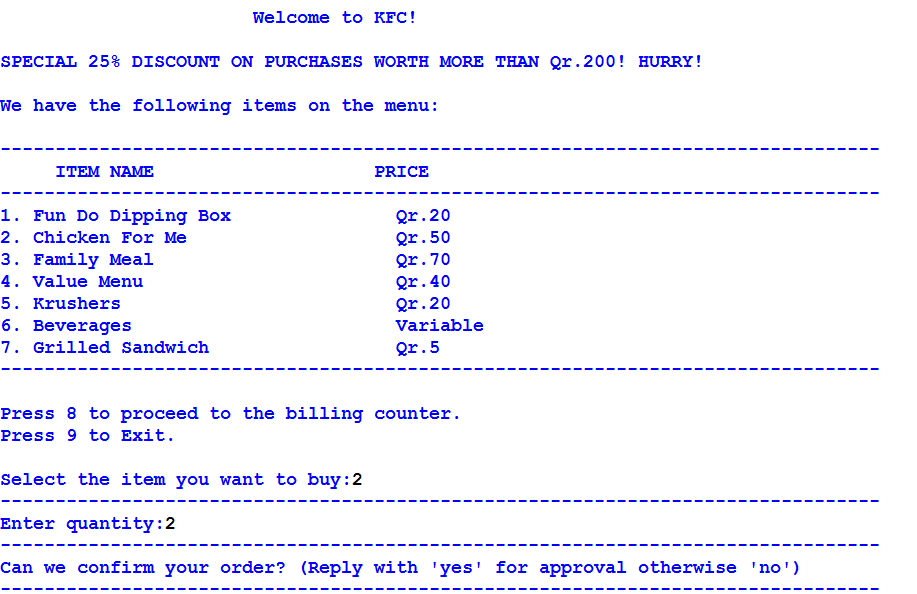 Welcome to KFC!
SPECIAL 25% DISCOUNT ON PURCHASES WORTH MORE THAN Qr.200! HURRY!
We have the following items on the menu:
--------------------------------------------------------------------------------
ITEM NAME PRICE
--------------------------------------------------------------------------------
1. Fun Do Dipping Box Qr.20
2. Chicken For Me Qr.50
3. Family Meal Qr.70
4. Value Menu Qr.40
5. Krushers Qr.20
6. Beverages Variable
7. Grilled Sandwich Qr.5
--------------------------------------------------------------------------------
Press 8 to proceed to the billing counter.
Press 9 to Exit.
Select the item you want to buy:2
--------------------------------------------------------------------------------
Enter quantity:2
--------------------------------------------------------------------------------
Can we confirm your order? (Reply with 'yes' for approval otherwise 'no')
--------------------------------------------------------------------------------